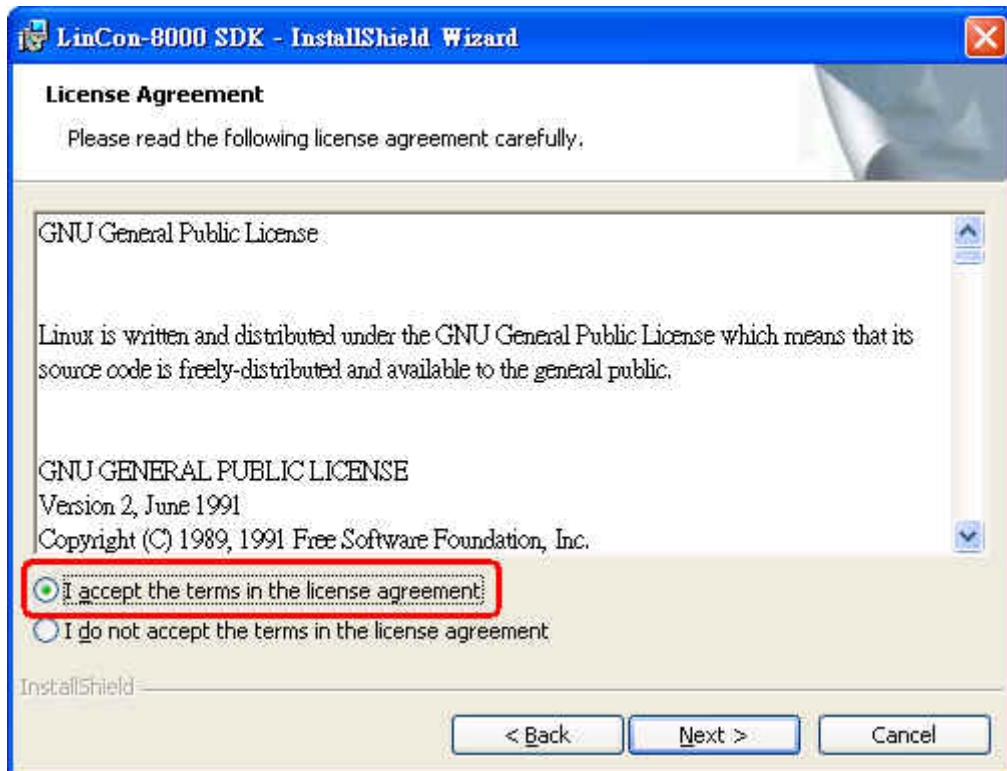 LinCon-8000 SDK - InstallShield Wizard
License Agreement
Please read the following license agreement carefully.
GNU General Public License
Linux is written and distributed under the GNU General Public License which means that its
source code is freely-distributed and available to the general public.
GNU GENERAL PUBLIC LICENSE
Version 2, June 1991
Copyright (C) 1989, 1991 Free Software Foundation, Inc.
I accept the terms in the license agreement
I do not accept the terms in the license agreement
InstallShield
< Back Next > Cancel